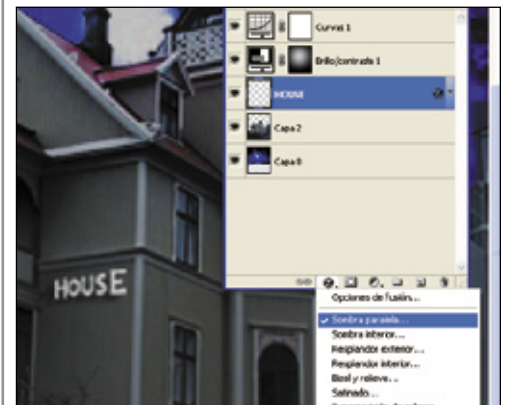 Curvas 1
Brillo/contraste 1
HOUSE
Capa 2
Capa 0
HOUSE
Opciones de fusión...
Sombra paralela...
Sombra interior...
Resplandor exterior...
Resplandor interior...
Bisel y relieve...
Satinado...